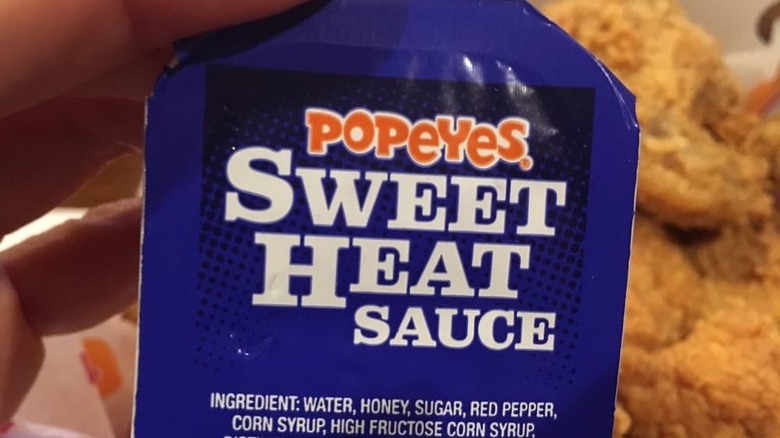 POPEYES
SWEET
HEAT
SAUCE
INGREDIENT: WATER, HONEY, SUGAR, RED PEPPER,
CORN SYRUP, HIGH FRUCTOSE CORN SYRUP,